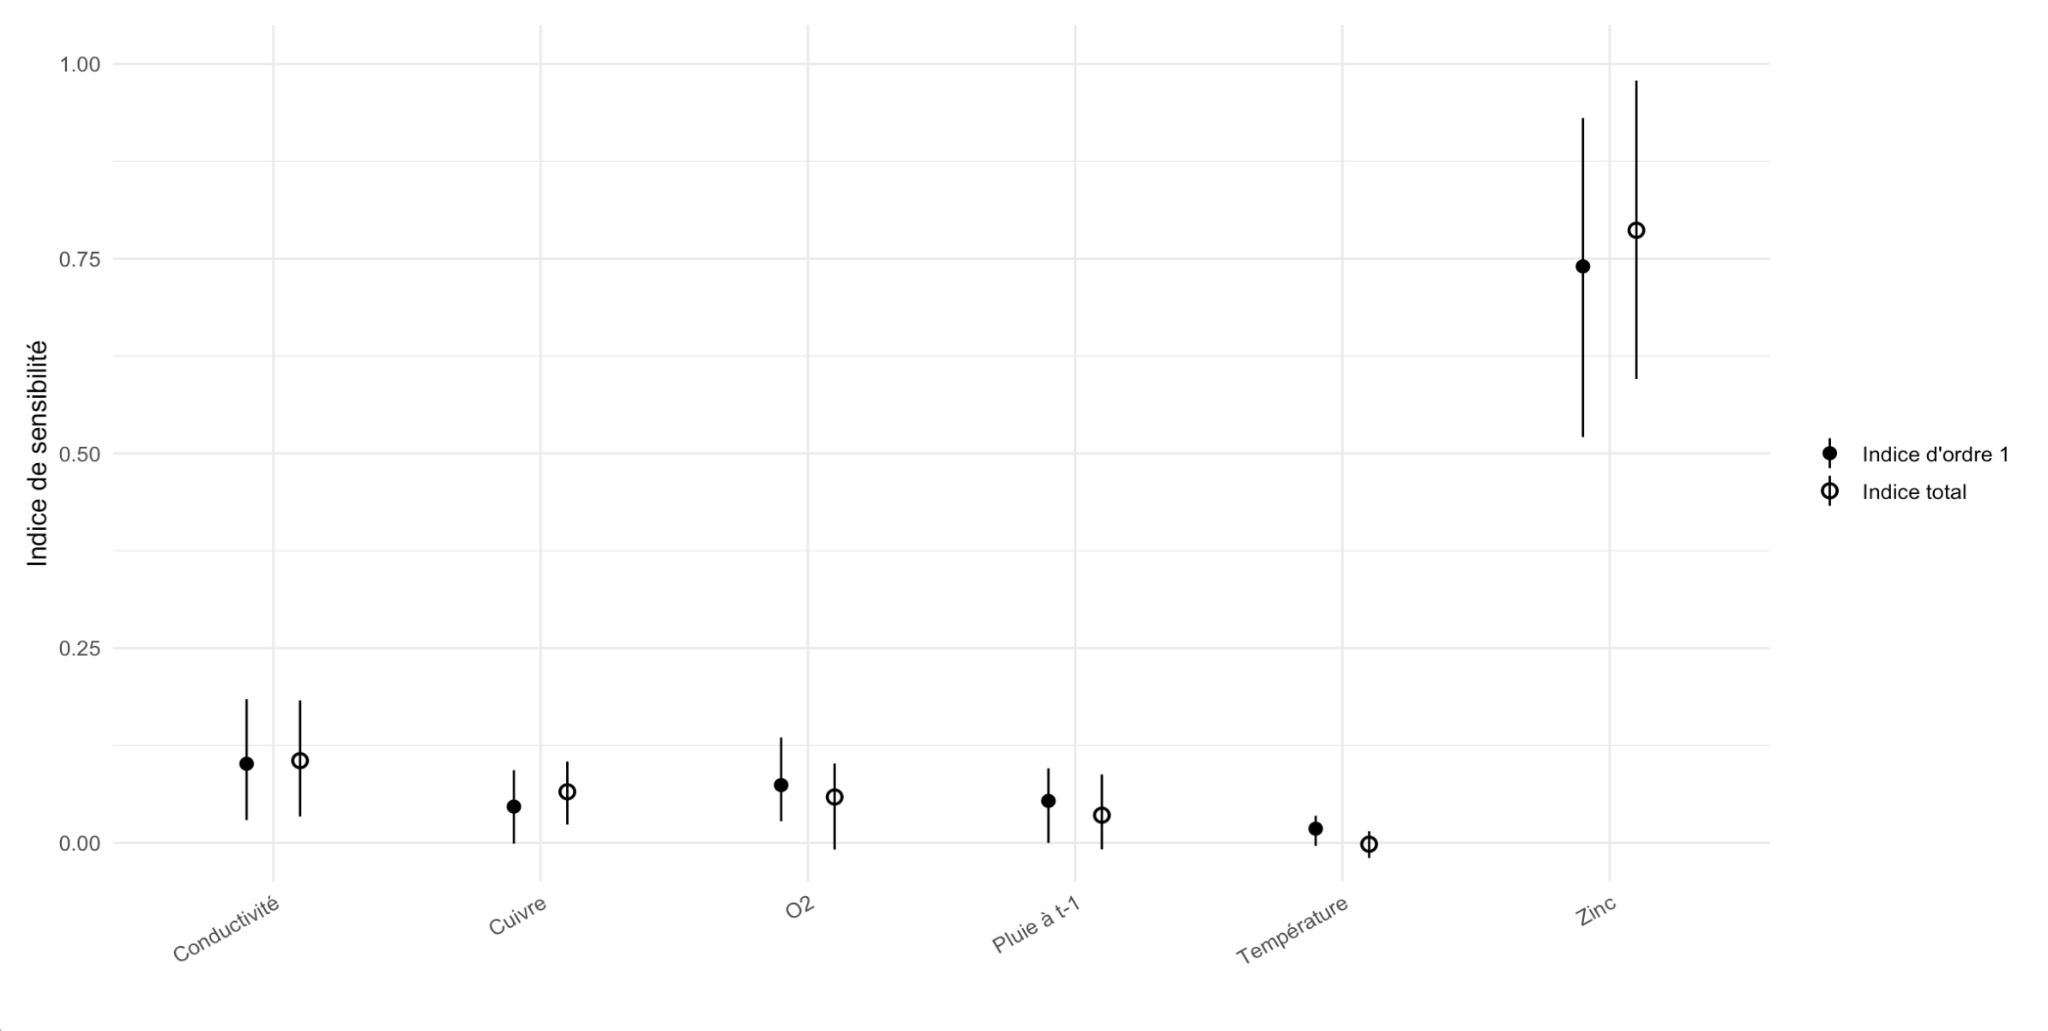 Indice de sensibilité
1.00
0.75
0.50
0.25
0.00
Conductivité
Cuivre
O2
Pluie à t-1
Température
Zinc
Indice d'ordre 1
Indice total